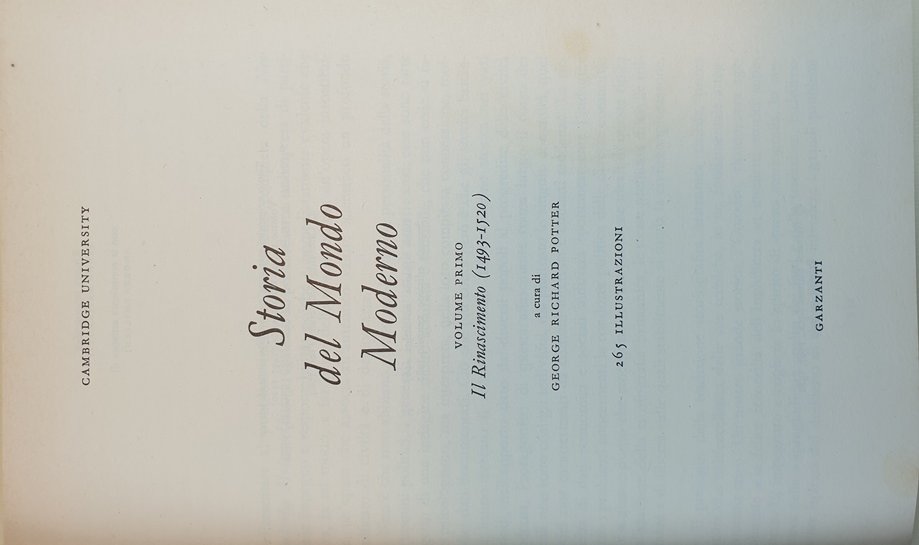 CAMBRIDGE UNIVERSITY
Storia
del Mondo
Moderno
VOLUME PRIMO
Il Rinascimento (1493-1520)
a cura di
GEORGE RICHARD POTTER
265 ILLUSTRAZIONI
GARZANTI